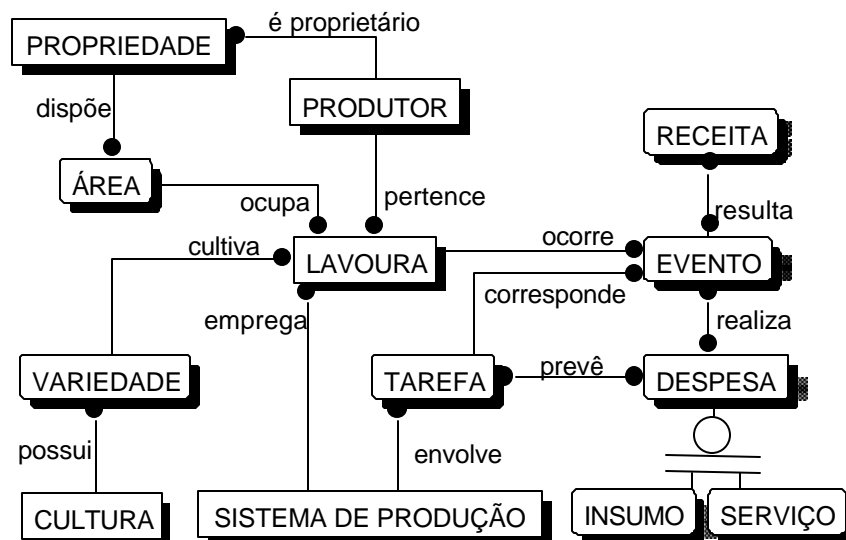 é proprietário
PROPRIEDADE
dispõe
PRODUTOR
RECEITA
ÁREA
ocupa
pertence
resulta
cultiva
ocorre
LAVOURA
EVENTO
corresponde
emprega
realiza
VARIEDADE
TAREFA
prevê
DESPESA
possui
envolve
CULTURA
SISTEMA DE PRODUÇÃO
INSUMO
SERVIÇO